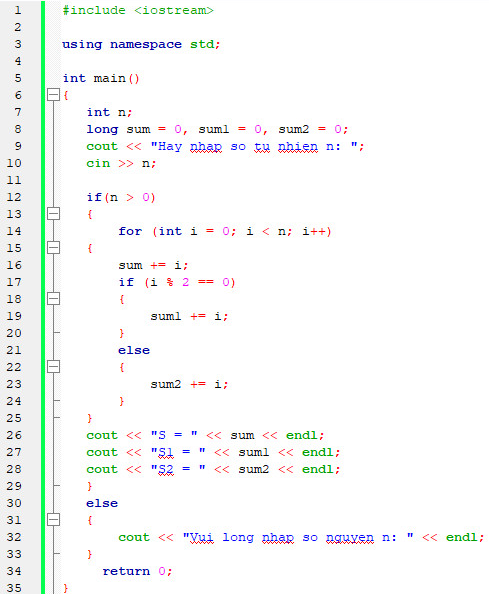 1 #include <iostream>
2
3 using namespace std;
4
5 int main()
6 {
7 int n;
8 long sum = 0, sum1 = 0, sum2 = 0;
9 cout << "Hay nhap so tu nhien n: ";
10 cin >> n;
11
12 if(n > 0)
13 {
14 for (int i = 0; i < n; i++)
15 {
16 sum += i;
17 if (i % 2 == 0)
18 {
19 sum1 += i;
20 }
21 else
22 {
23 sum2 += i;
24 }
25 }
26 cout << "S = " << sum << endl;
27 cout << "S1 = " << sum1 << endl;
28 cout << "S2 = " << sum2 << endl;
29 }
30 else
31 {
32 cout << "Vui long nhap so nguyen n: " << endl;
33 }
34 return 0;
35 }